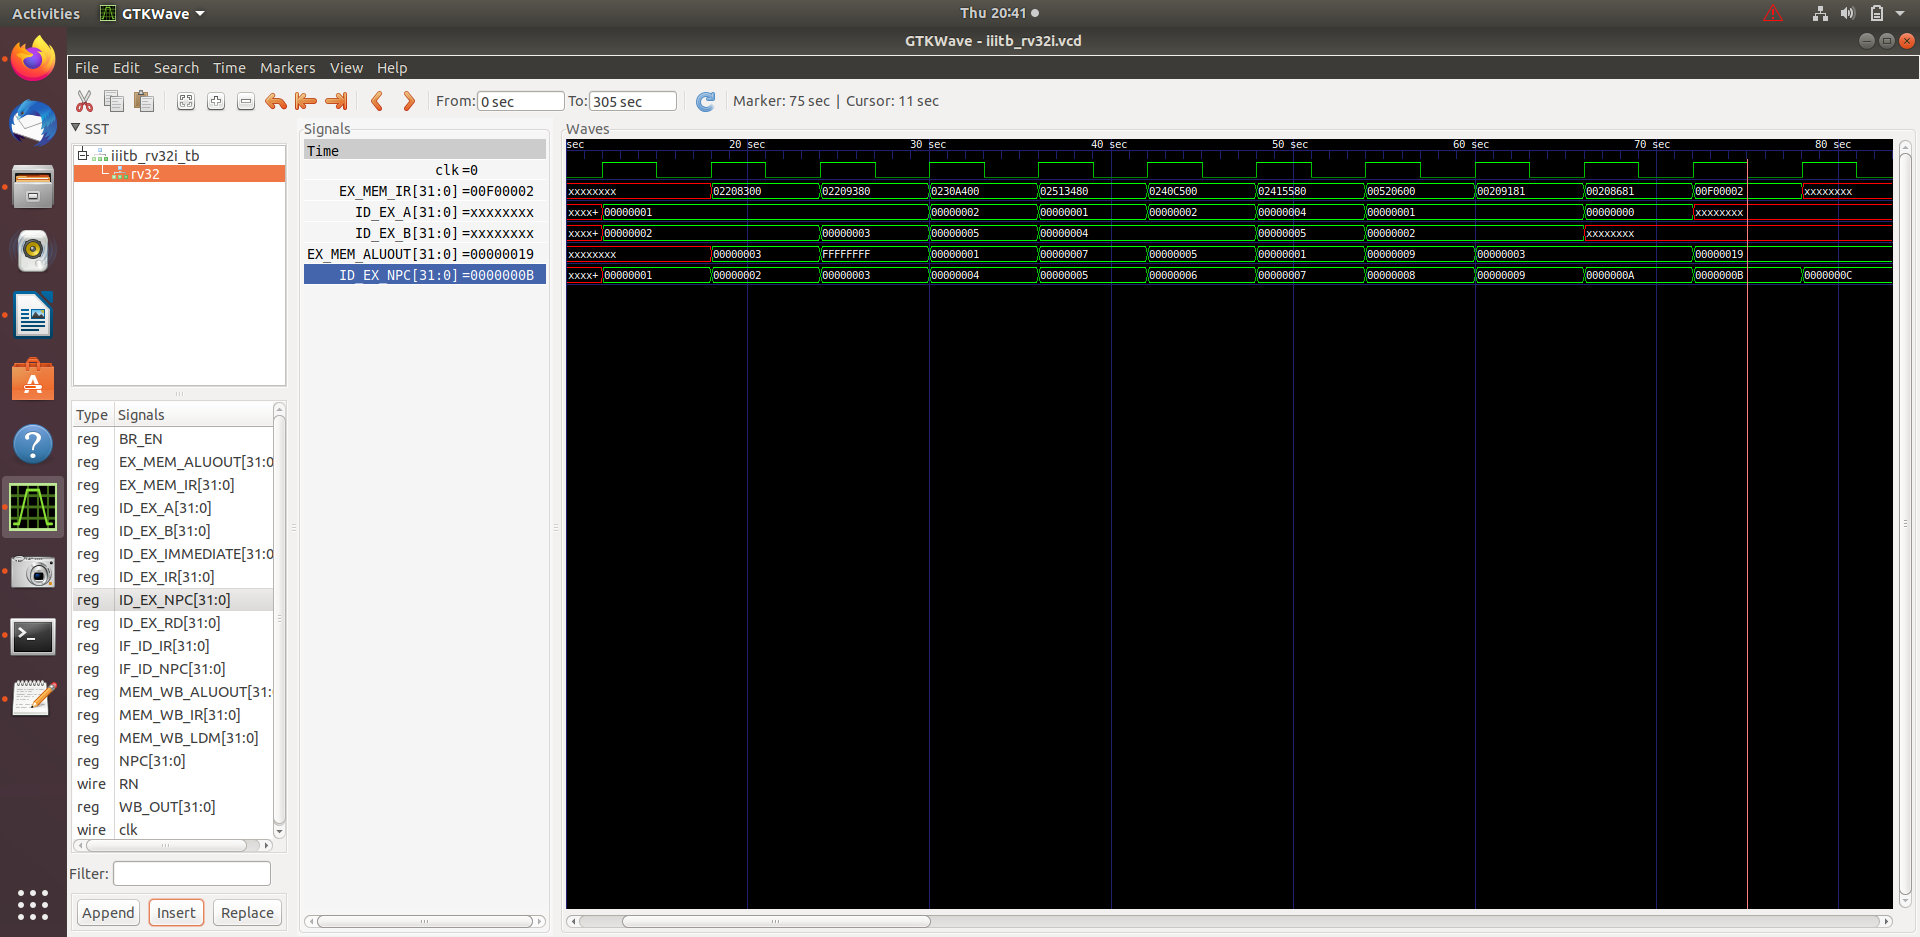 Activities GTKWave Thu 20:41
GTKWave - iiitb_rv32i.vcd
File Edit Search Time Markers View Help
From: 0 sec To: 305 sec Marker: 75 sec | Cursor: 11 sec
SST
iiitb_rv32i_tb
rv32
Type Signals
reg BR_EN
reg EX_MEM_ALUOUT[31:0
reg EX_MEM_IR[31:0]
reg ID_EX_A[31:0]
reg ID_EX_B[31:0]
reg ID_EX_IMMEDIATE[31:0
reg ID_EX_IR[31:0]
reg ID_EX_NPC[31:0]
reg ID_EX_RD[31:0]
reg IF_ID_IR[31:0]
reg IF_ID_NPC[31:0]
reg MEM_WB_ALUOUT[31:
reg MEM_WB_IR[31:0]
reg MEM_WB_LDM[31:0]
reg NPC[31:0]
wire RN
reg WB_OUT[31:0]
wire clk
Filter:
Append Insert Replace
Signals
Time
clk =0
EX_MEM_IR[31:0] =00F00002
ID_EX_A[31:0] =xxxxxxxx
ID_EX_B[31:0] =xxxxxxxx
EX_MEM_ALUOUT[31:0] =00000019
ID_EX_NPC[31:0] =0000000B
Waves
sec 20 sec 30 sec 40 sec 50 sec 60 sec 70 sec 80 sec
xxxxxxxx 02208300 02209380 0230A400 02513480 0240C500 02415580 00520600 00209181 00208681 00F00002 xxxxxxxx
xxxx+ 00000001 00000002 00000001 00000002 00000004 00000001 00000000 xxxxxxxx
xxxx+ 00000002 00000003 00000005 00000004 00000005 00000002 xxxxxxxx
xxxxxxxx 00000003 FFFFFFFF 00000001 00000007 00000005 00000001 00000009 00000003 00000019
xxxx+ 00000001 00000002 00000003 00000004 00000005 00000006 00000007 00000008 00000009 0000000A 0000000B 0000000C